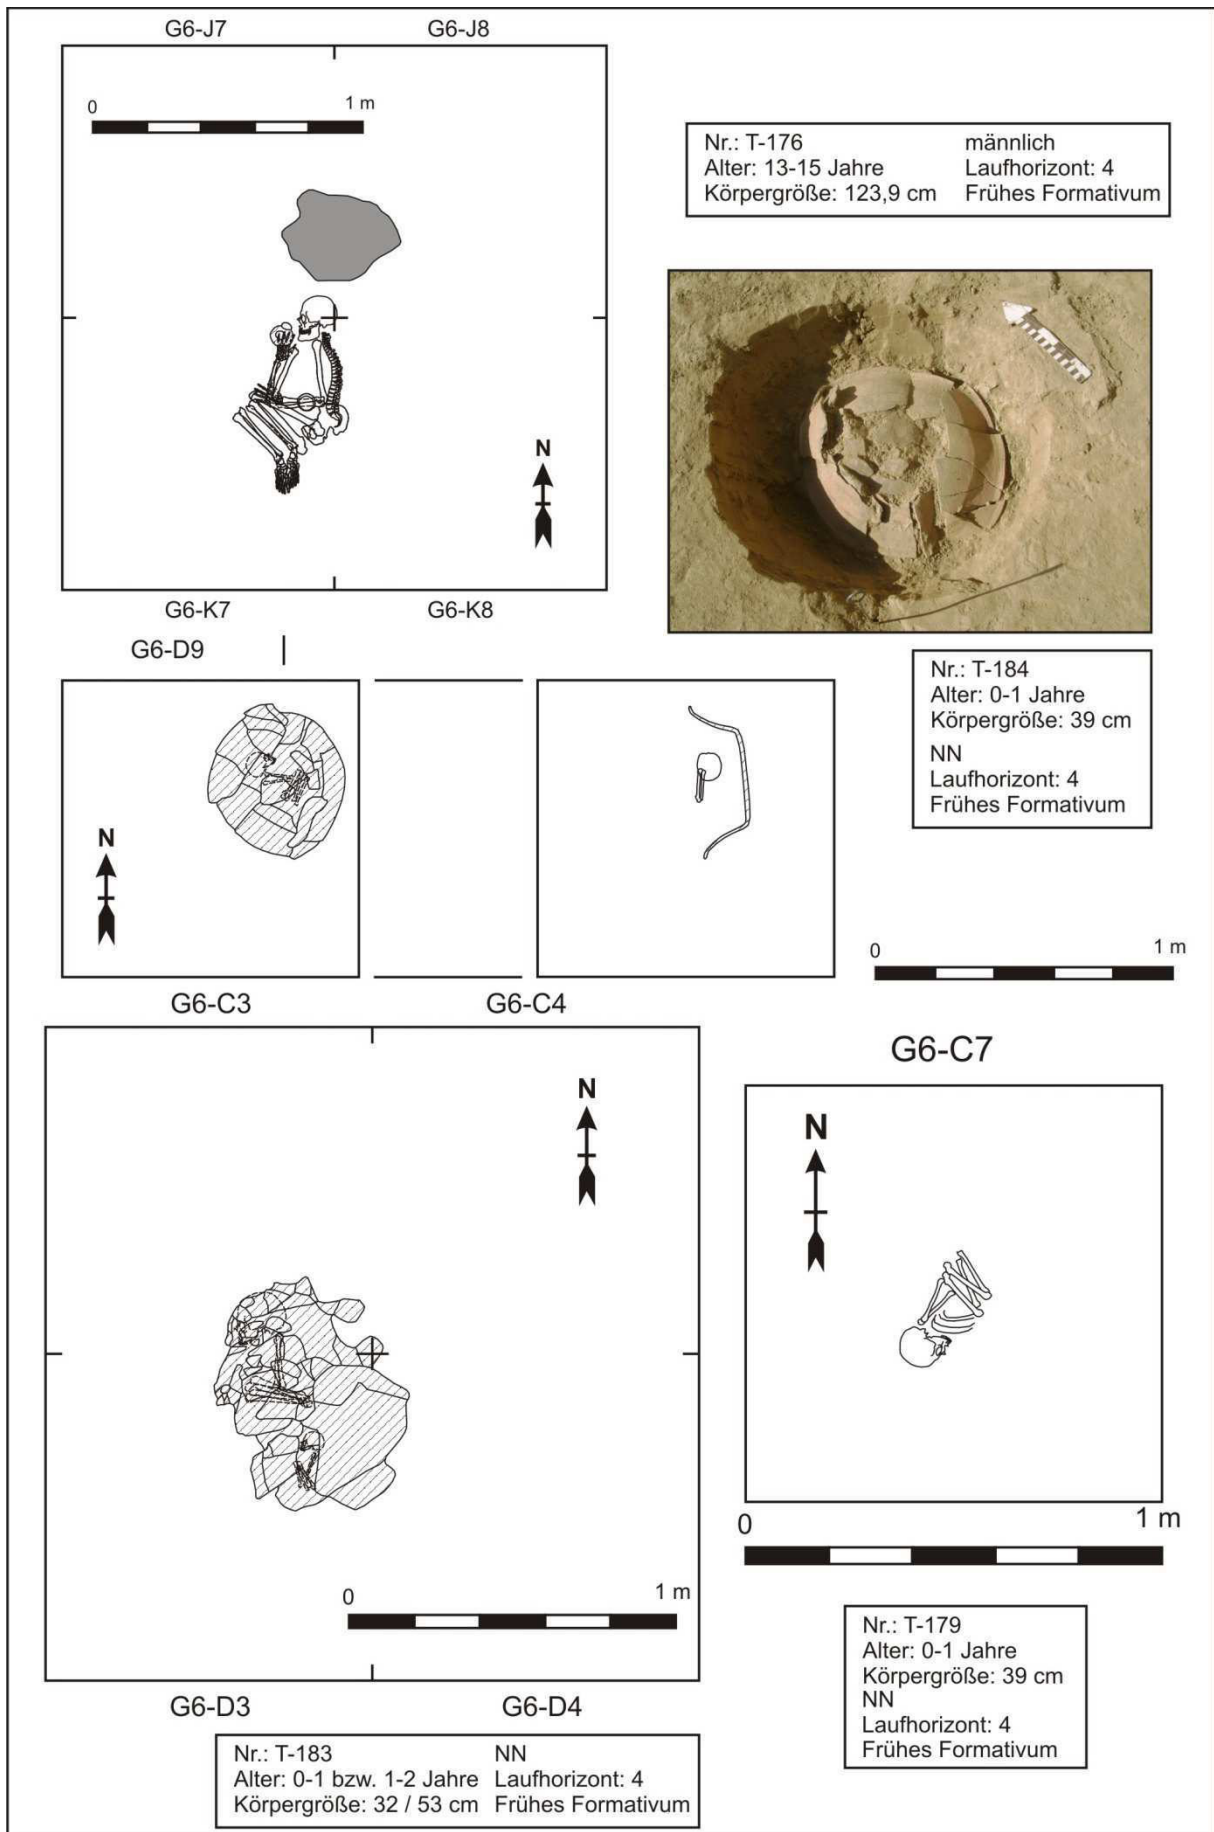 G6-J7 G6-J8
0 1 m
N
G6-K7 G6-K8
Nr.: T-176 männlich
Alter: 13-15 Jahre Laufhorizont: 4
Körpergröße: 123,9 cm Frühes Formativum
G6-D9
N
Nr.: T-184
Alter: 0-1 Jahre
Körpergröße: 39 cm
NN
Laufhorizont: 4
Frühes Formativum
0 1 m
G6-C3 G6-C4
N
0 1 m
G6-D3 G6-D4
Nr.: T-183 NN
Alter: 0-1 bzw. 1-2 Jahre Laufhorizont: 4
Körpergröße: 32 / 53 cm Frühes Formativum
G6-C7
N
0 1 m
Nr.: T-179
Alter: 0-1 Jahre
Körpergröße: 39 cm
NN
Laufhorizont: 4
Frühes Formativum